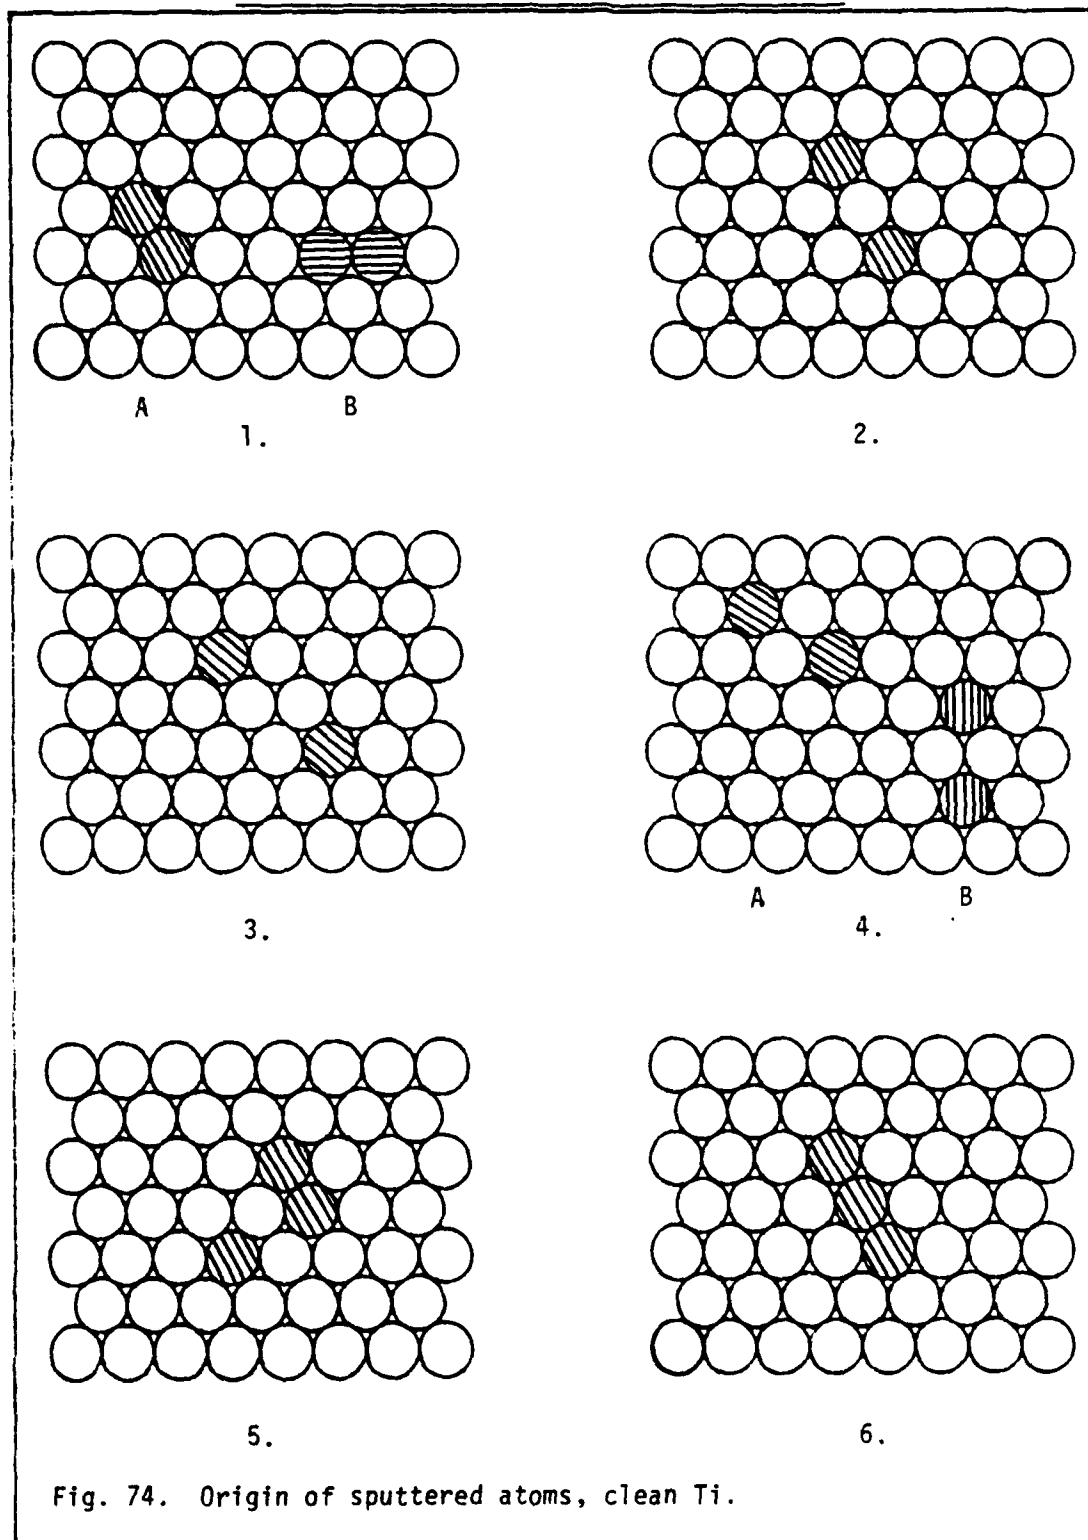 A B
1.
2.
3.
A B
4.
5.
6.
Fig. 74. Origin of sputtered atoms, clean Ti.